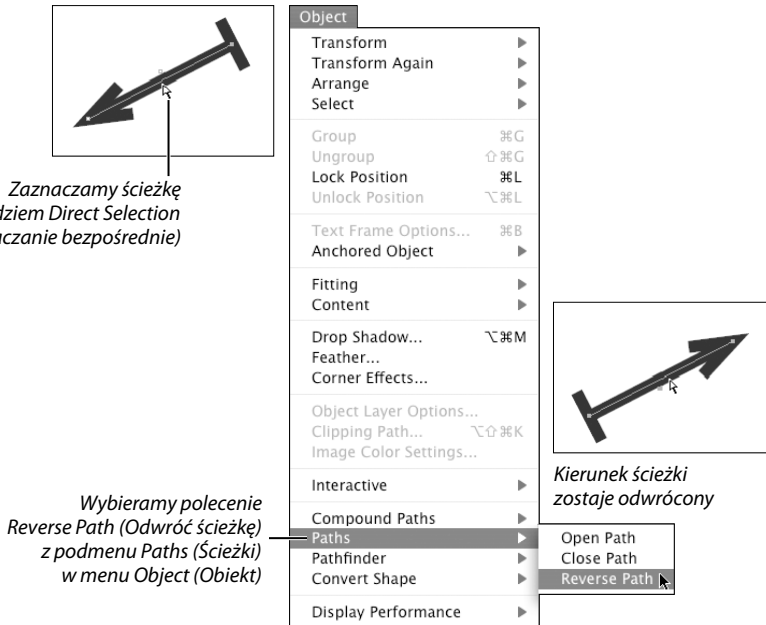 Object
Transform
Transform Again
Arrange
Select
Group ⌘G
Ungroup ⇧⌘G
Lock Position ⌘L
Unlock Position ⌥⌘L
Text Frame Options... ⌘B
Anchored Object
Fitting
Content
Drop Shadow... ⌥⌘M
Feather...
Corner Effects...
Object Layer Options...
Clipping Path... ⌥⇧⌘K
Image Color Settings...
Interactive
Compound Paths
Paths
Pathfinder
Convert Shape
Display Performance
Open Path
Close Path
Reverse Path
Zaznaczamy ścieżkę
Direct Selection
bezpośrednie)
Kierunek ścieżki
zostaje odwrócony
Wybieramy polecenie
Reverse Path (Odwróć ścieżkę)
z podmenu Paths (Ścieżki)
w menu Object (Obiekt)